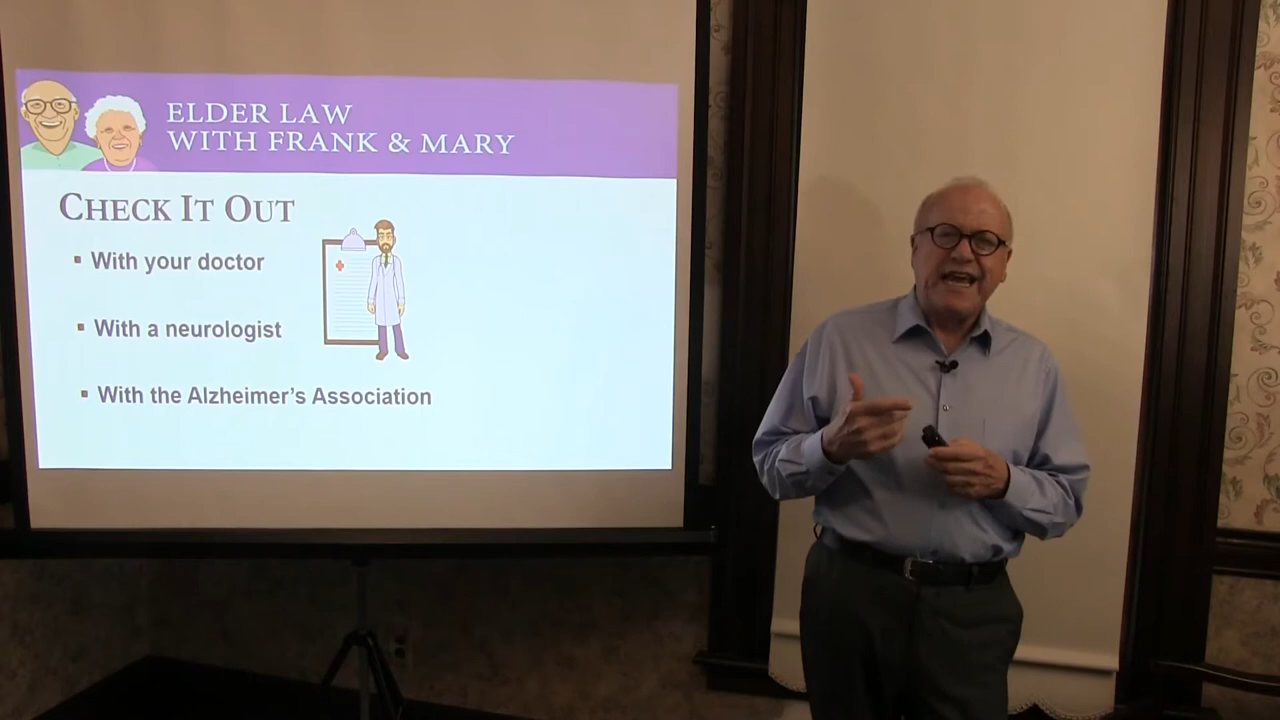 ELDER LAW
WITH FRANK & MARY
CHECK IT OUT
▪ With your doctor
▪ With a neurologist
▪ With the Alzheimer's Association